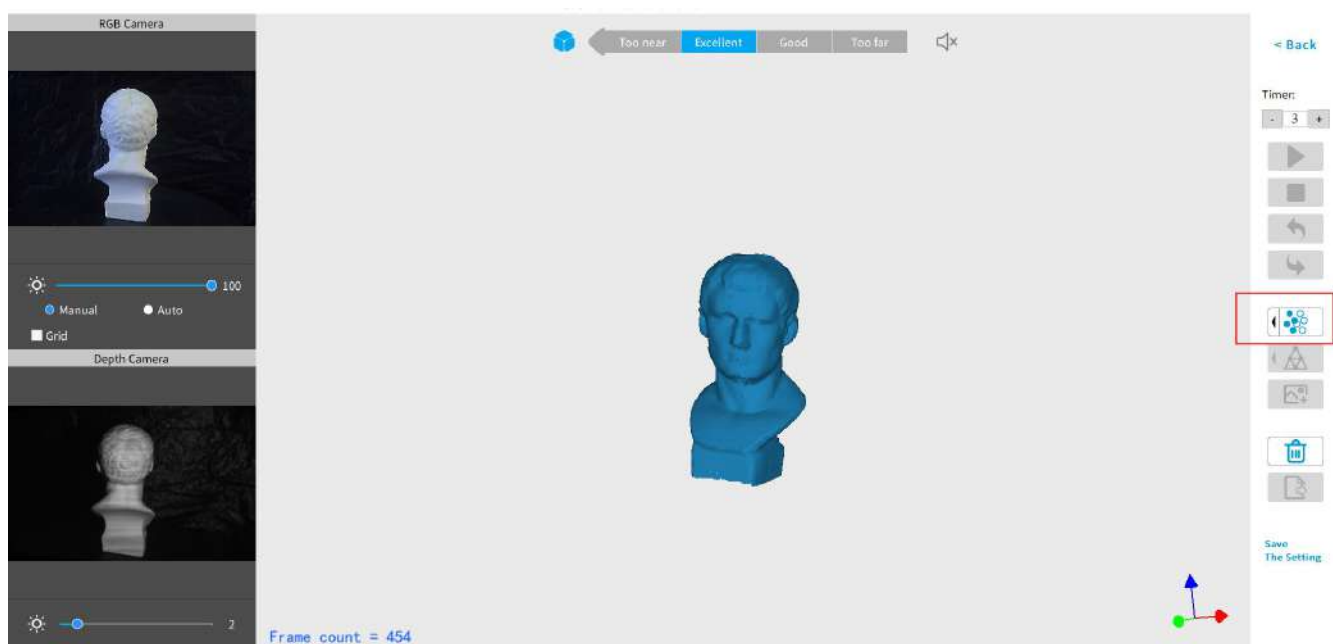 RGB Camera
Too near
Excellent
Good
Too far
< Back
Timer:
- 3 +
100
Manual
Auto
Grid
Depth Camera
2
Save
The Setting
Frame count = 454